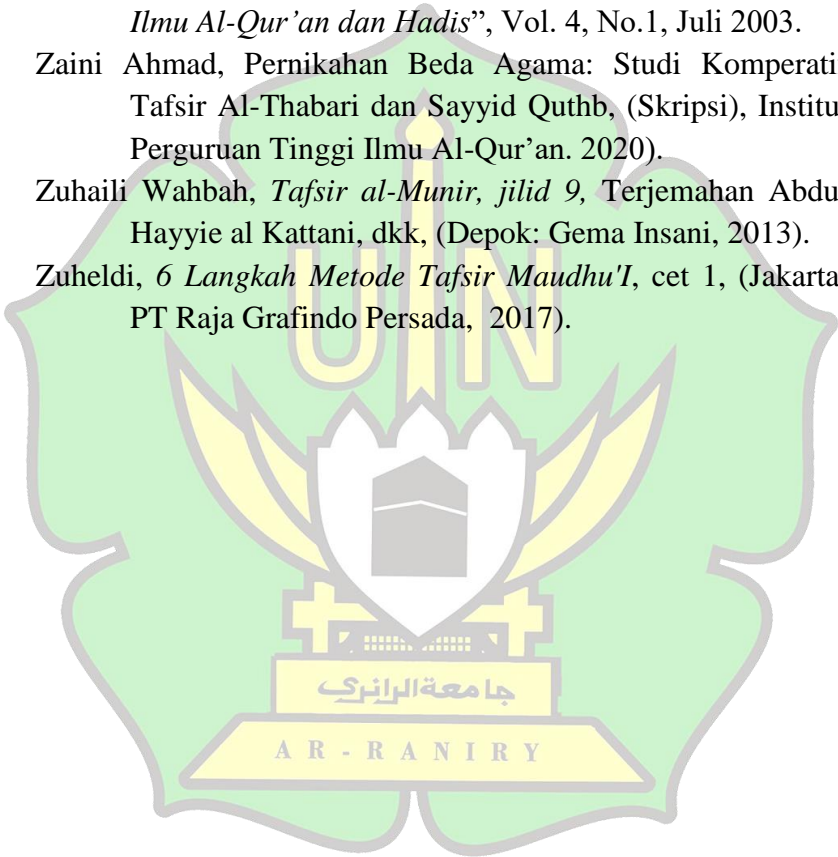 Ilmu Al-Qur’an dan Hadis”, Vol. 4, No.1, Juli 2003.
Zaini Ahmad, Pernikahan Beda Agama: Studi Komperati
Tafsir Al-Thabari dan Sayyid Quthb, (Skripsi), Institu
Perguruan Tinggi Ilmu Al-Qur’an. 2020).
Zuhaili Wahbah, Tafsir al-Munir, jilid 9, Terjemahan Abdu
Hayyie al Kattani, dkk, (Depok: Gema Insani, 2013).
Zuheldi, 6 Langkah Metode Tafsir Maudhu'I, cet 1, (Jakarta
PT Raja Grafindo Persada, 2017).
UIN
جامعةالرانري
AR-RANIRY